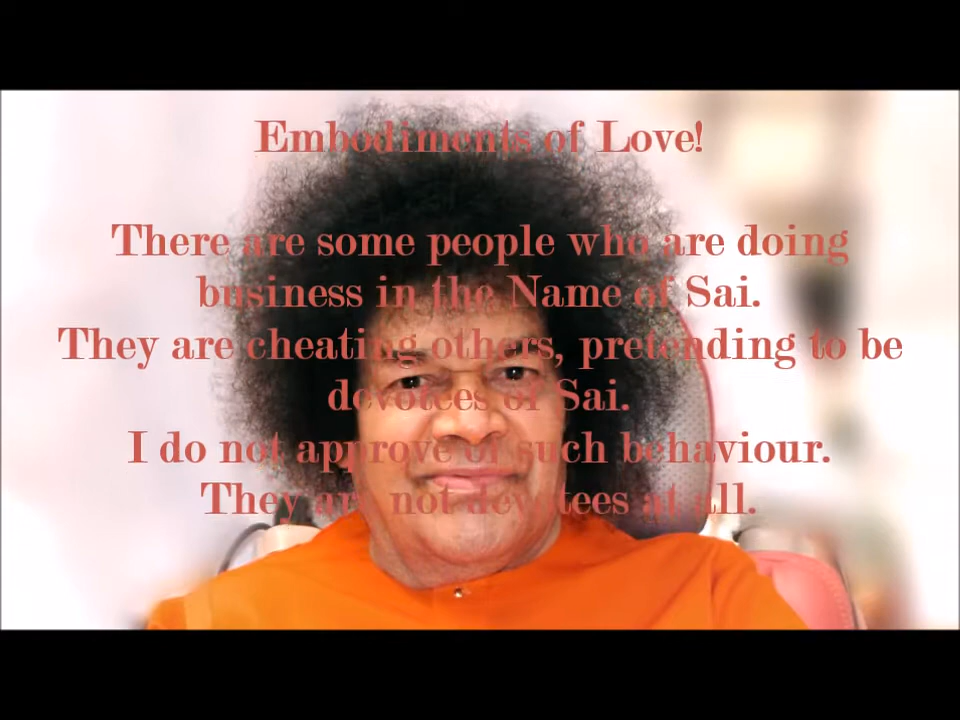 Embodiments of Love!
There are some people who are doing
business in the Name of Sai.
They are cheating others, pretending to be
devotees of Sai.
I do not approve of such behaviour.
They are not devotees at all.